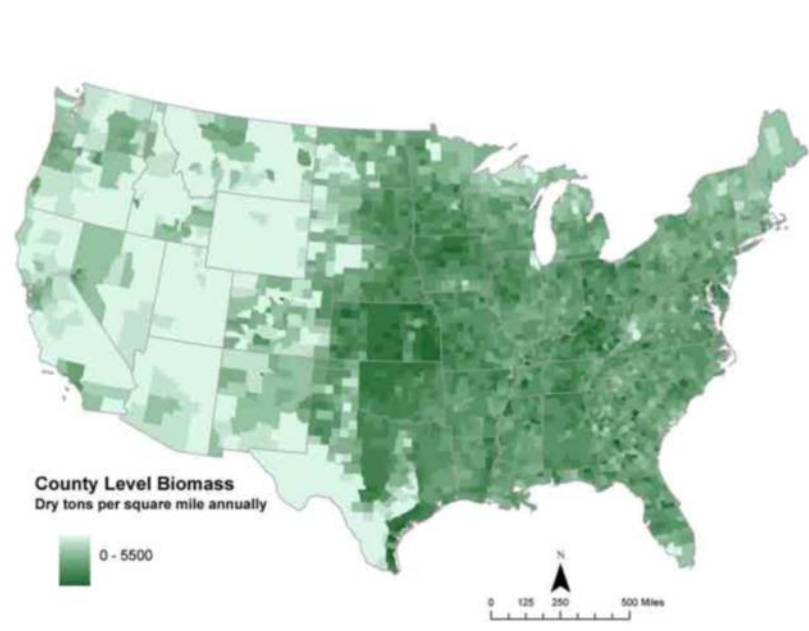 County Level Biomass
Dry tons per square mile annually
0 - 5500
N
0 125 250 500 Miles